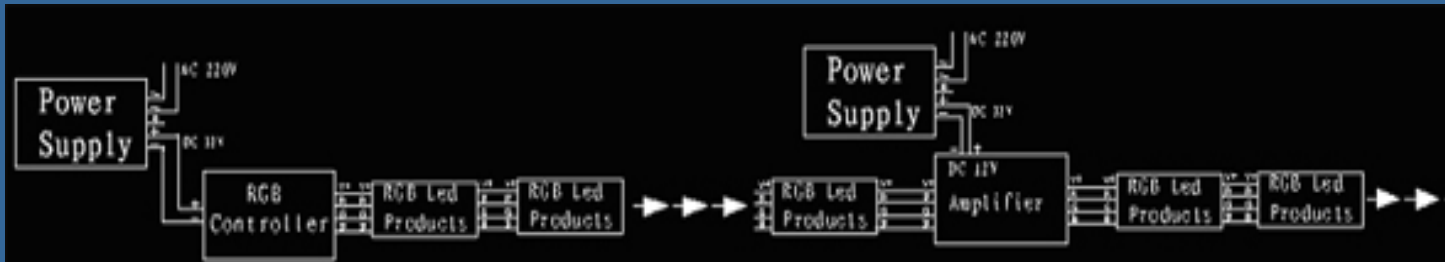 AC 220V
Power
Supply
DC 12V
RGB
Controller
RGB Led
Products
RGB Led
Products
AC 220V
Power
Supply
DC 12V
RGB Led
Products
DC 12V
Amplifier
RGB Led
Products
RGB Led
Products